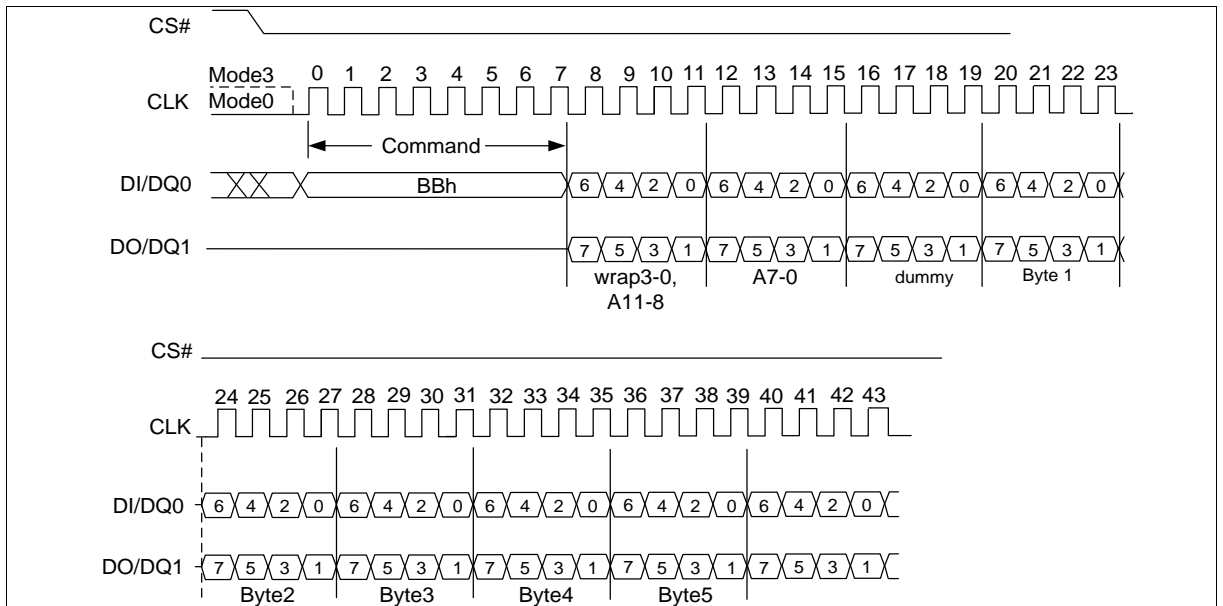 CS#
Mode3
0 1 2 3 4 5 6 7 8 9 10 11 12 13 14 15 16 17 18 19 20 21 22 23
CLK
Mode0
Command
DI/DQ0
BBh
6 4 2 0 6 4 2 0 6 4 2 0 6 4 2 0
DO/DQ1
7 5 3 1 7 5 3 1 7 5 3 1 7 5 3 1
wrap3-0,
A11-8
A7-0
dummy
Byte 1
CS#
24 25 26 27 28 29 30 31 32 33 34 35 36 37 38 39 40 41 42 43
CLK
DI/DQ0
6 4 2 0 6 4 2 0 6 4 2 0 6 4 2 0 6 4 2 0
DO/DQ1
7 5 3 1 7 5 3 1 7 5 3 1 7 5 3 1 7 5 3 1
Byte2 Byte3 Byte4 Byte5